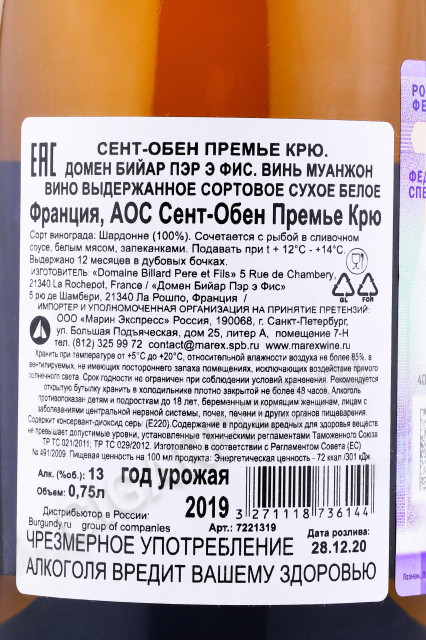 СЕНТ-ОБЕН ПРЕМЬЕ КРЮ.
ДОМЕН БИЙАР ПЭР Э ФИС. ВИНЬ МУАНЖОН
ВИНО ВЫДЕРЖАННОЕ СОРТОВОЕ СУХОЕ БЕЛОЕ
Франция, АОС Сент-Обен Премье Крю
Сорт винограда: Шардонне (100%). Сочетается с рыбой в сливочном
соусе, белым мясом, запеканками. Подавать при t + 12°C - +14°C.
Выдержано 12 месяцев в дубовых бочках.
ИЗГОТОВИТЕЛЬ «Domaine Billard Pere et Fils» 5 Rue de Chambery,
21340 La Rochepot, France / «Домен Бийар Пэр э Фис»
5 рю де Шамбери, 21340 Ла Рошпо, Франция /
GL FOR
ИМПОРТЕР И УПОЛНОМОЧЕННАЯ ОРГАНИЗАЦИЯ НА ПРИНЯТИЕ ПРЕТЕНЗИЙ:
ООО «Марин Экспресс» Россия, 190068, г. Санкт-Петербург,
ул. Большая Подъяческая, дом 25, литер А, помещение 7-Н
тел. (812) 325 99 72 contact@marex.spb.ru www.marexwine.ru
Хранить при температуре от +5°C до +20°C, относительной влажности воздуха не более 85%, в
вентилируемых, не имеющих постороннего запаха помещениях, исключающих воздействие прямого
солнечного света. Срок годности не ограничен при соблюдении условий хранения. Рекомендуется
открытую бутылку хранить в холодильнике плотно закрытой не более 48 часов. Алкоголь
противопоказан детям и подросткам до 18 лет, беременным и кормящим женщинам, лицам с
заболеваниями центральной нервной системы, почек, печени и других органов пищеварения.
Содержит консервант-диоксид серы (E220). Содержание в продукции вредных для здоровья веществ
не превышает допустимые уровни, установленные техническими регламентами Таможенного Союза
ТР ТС 021/2011; ТР ТС 029/2012. Изготовлено в соответствии с Регламентом Совета (ЕС)
№ 491/2009. Пищевая ценность на 100 мл продукта: Энергетическая ценность - 72 ккал /301 кДж
Алк. (%об.): 13 год урожая
Объем: 0,75л 2019
3 271118 736144
Дистрибьютор в России:
Burgundy.ru group of companies Арт.: 7221319
Дата розлива:
28.12.20
ЧРЕЗМЕРНОЕ УПОТРЕБЛЕНИЕ
АЛКОГОЛЯ ВРЕДИТ ВАШЕМУ ЗДОРОВЬЮ